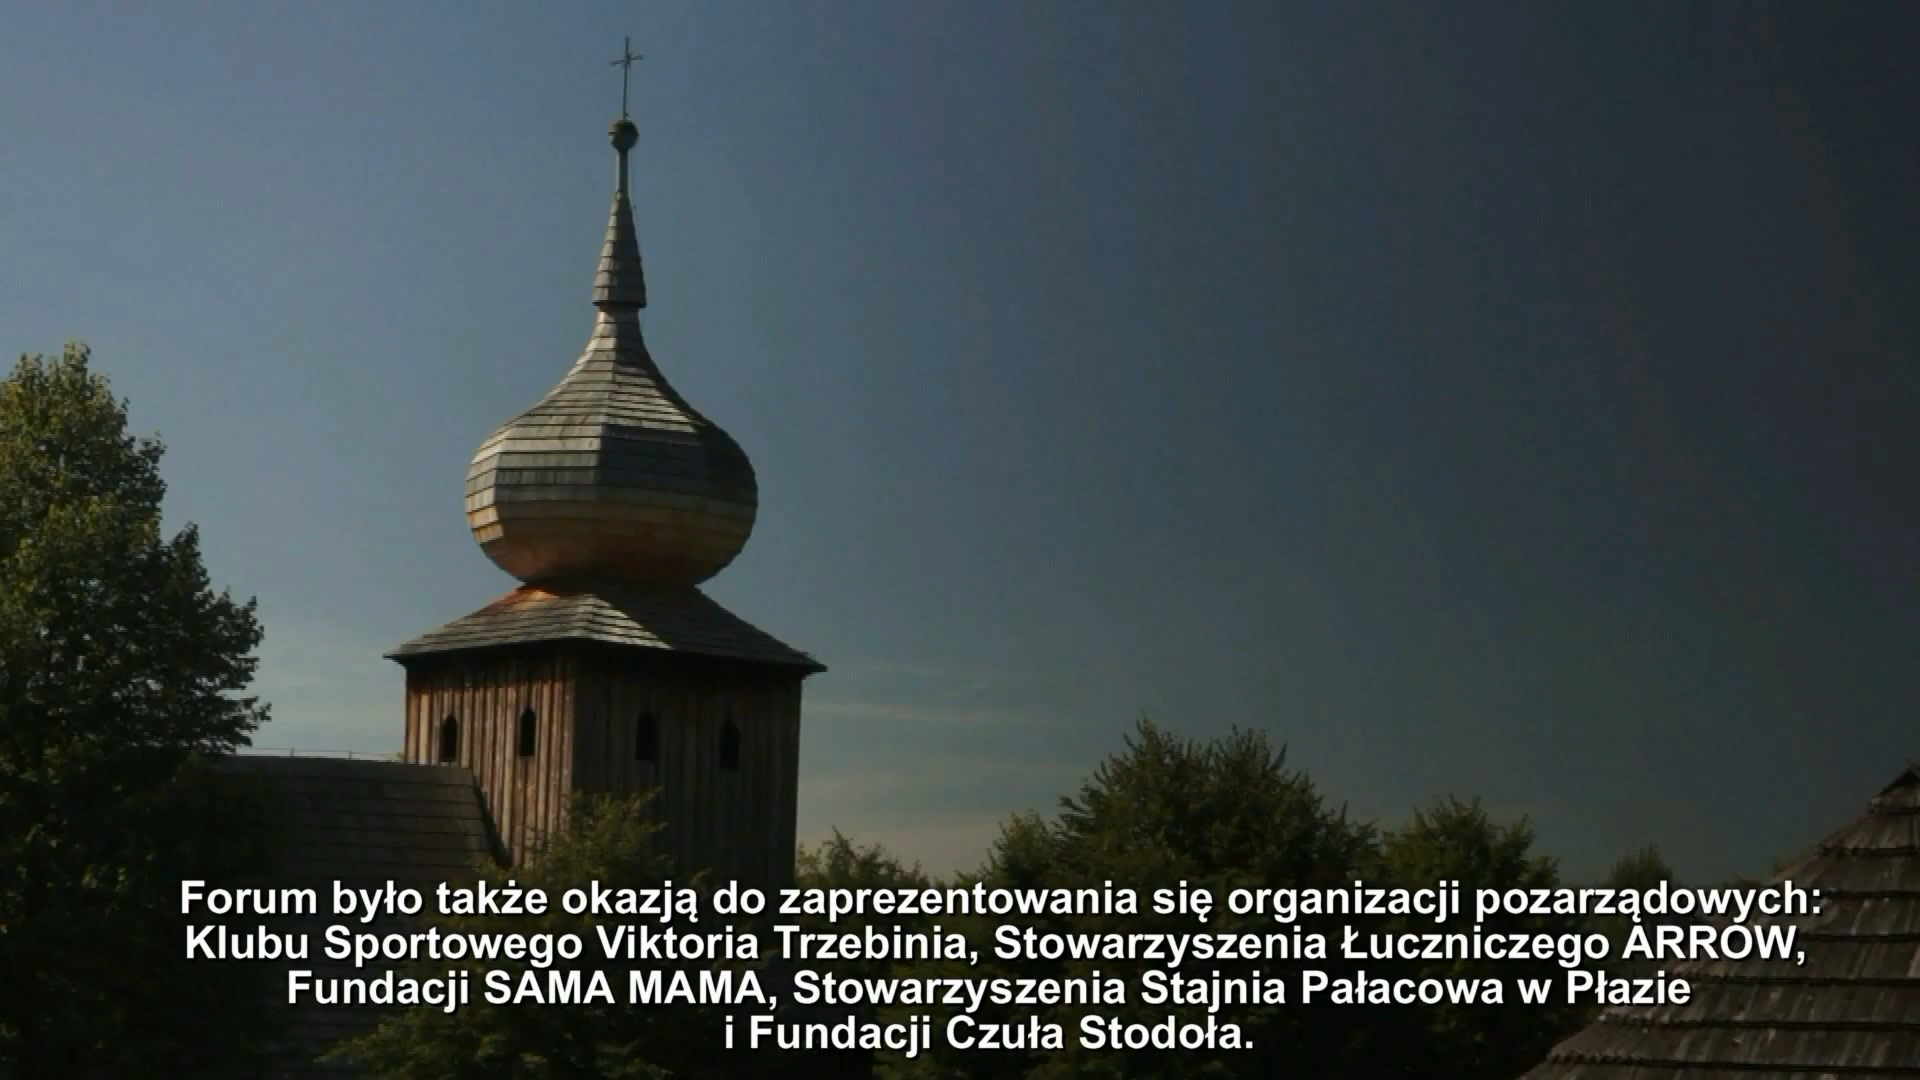 Forum było także okazją do zaprezentowania się organizacji pozarządowych:
Klubu Sportowego Viktoria Trzebinia, Stowarzyszenia Łuczniczego ARROW,
Fundacji SAMA MAMA, Stowarzyszenia Stajnia Pałacowa w Płazie
i Fundacji Czuła Stodoła.